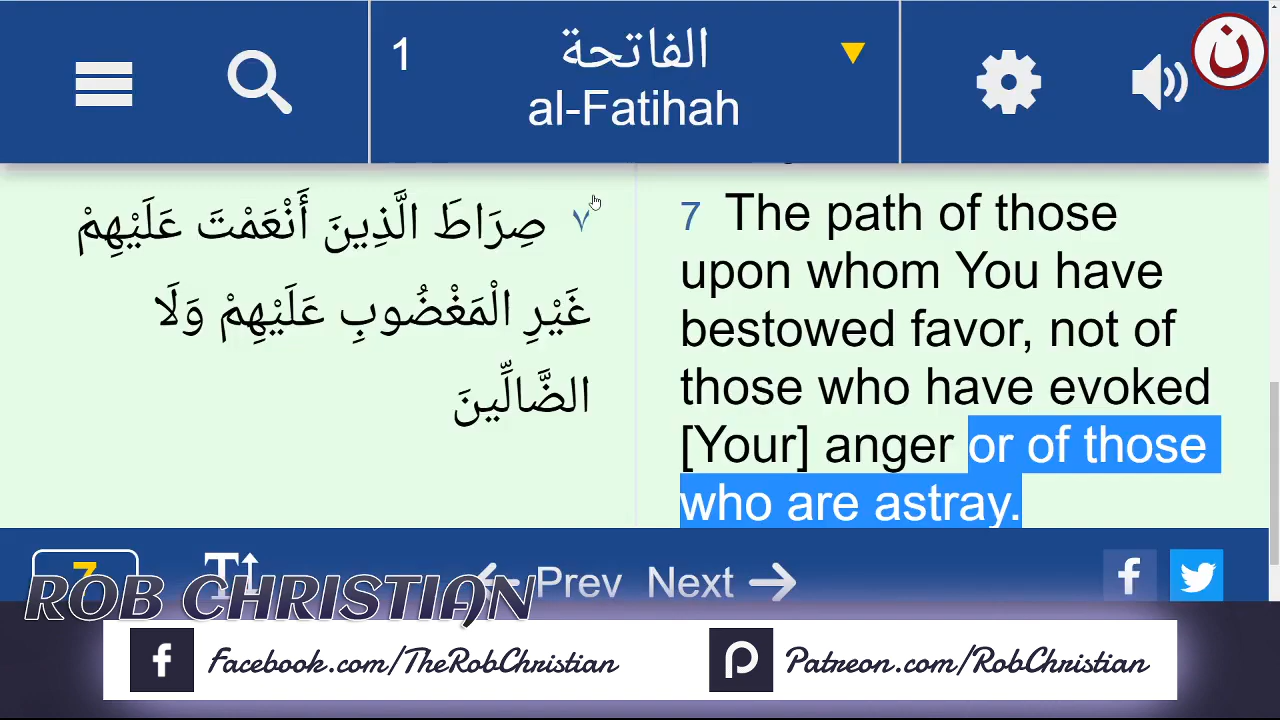 1
الفاتحة
al-Fatihah
ن
٧ صِرَاطَ الَّذِينَ أَنْعَمْتَ عَلَيْهِمْ
غَيْرِ الْمَغْضُوبِ عَلَيْهِمْ وَلَا
الضَّالِّينَ
7 The path of those
upon whom You have
bestowed favor, not of
those who have evoked
[Your] anger or of those
who are astray.
7
T
Prev Next
ROB CHRISTIAN
Facebook.com/TheRobChristian
Patreon.com/RobChristian